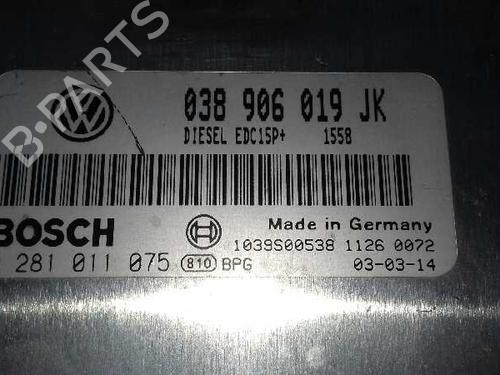 B-PARTS
038 906 019 JK
DIESEL EDC15P+ 1558
BOSCH
Made in Germany
1039S00538 1126 0072
281 011 075 810 BPG 03-03-14